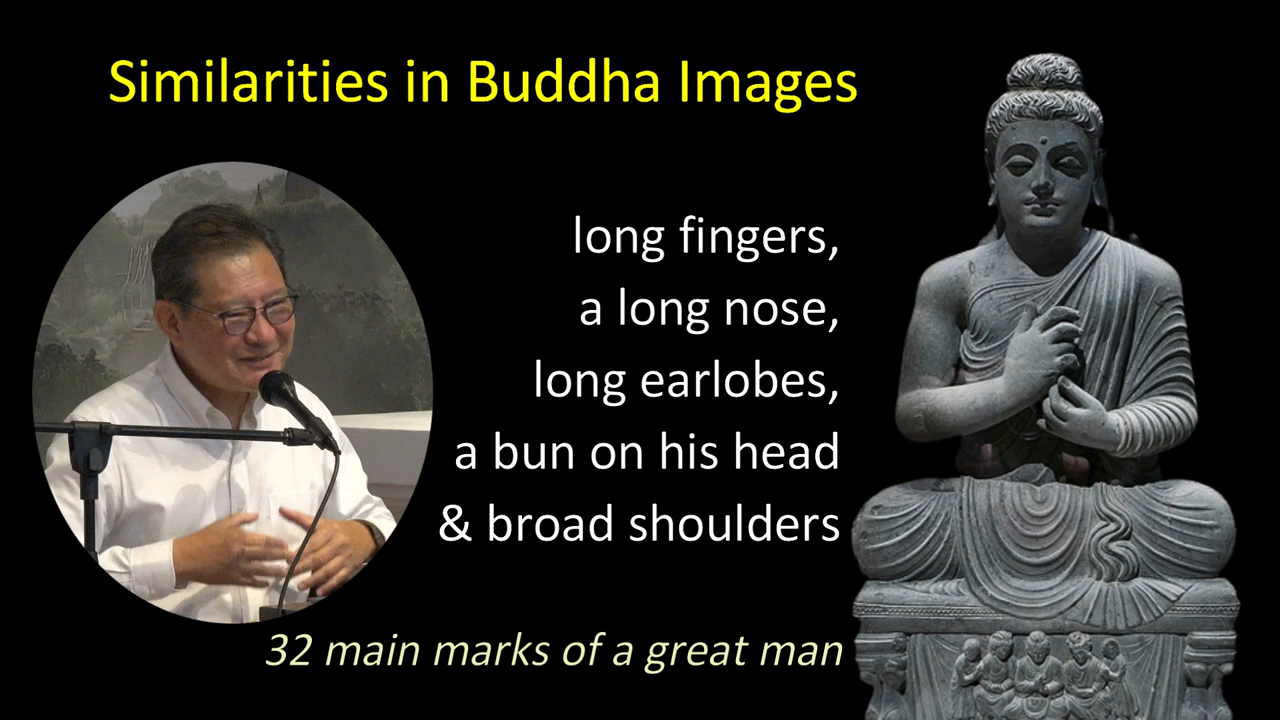 Similarities in Buddha Images
long fingers,
a long nose,
long earlobes,
a bun on his head
& broad shoulders
32 main marks of a great man